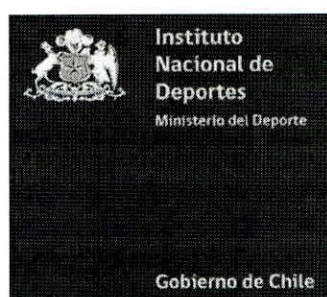 Instituto
Nacional de
Deportes
Ministerio del Deporte
Gobierno de Chile